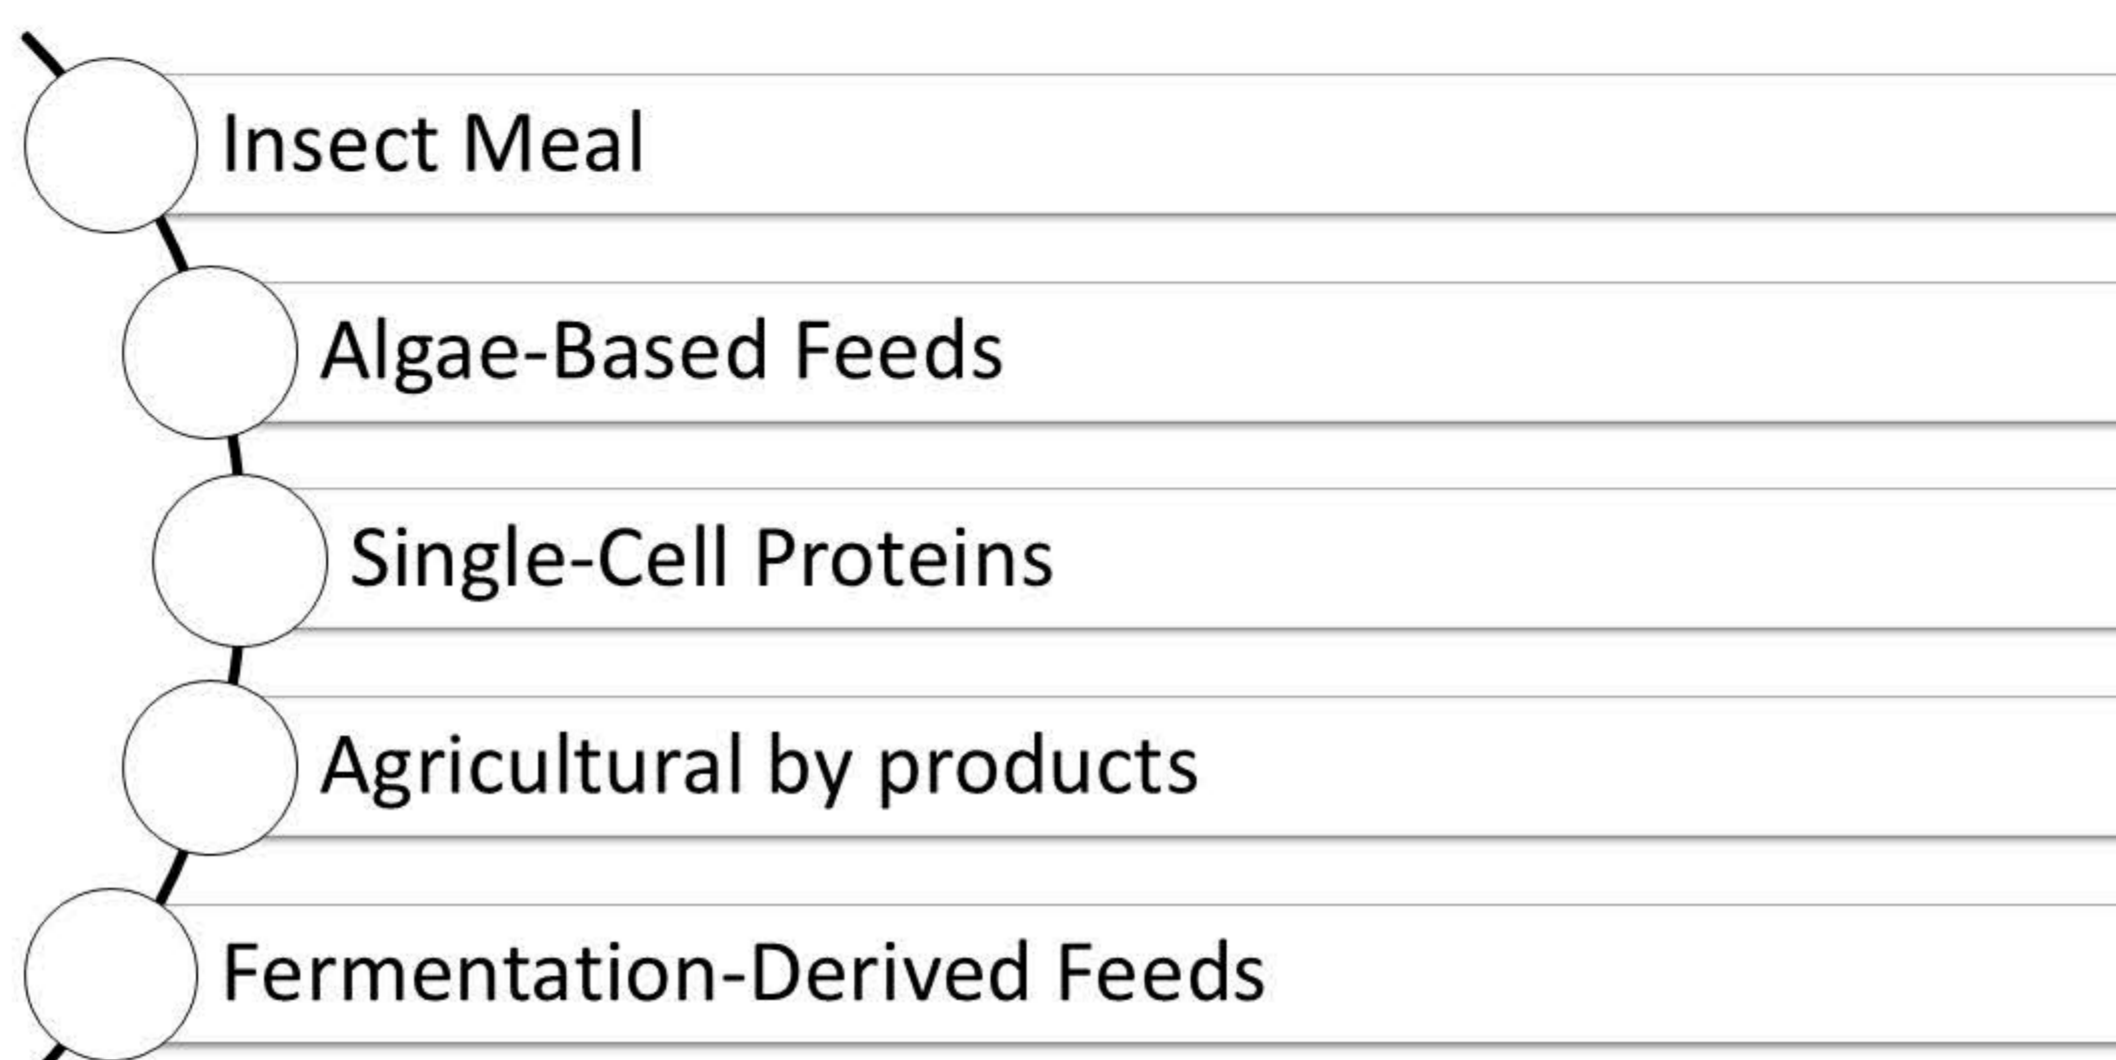 Insect Meal
Algae-Based Feeds
Single-Cell Proteins
Agricultural by products
Fermentation-Derived Feeds